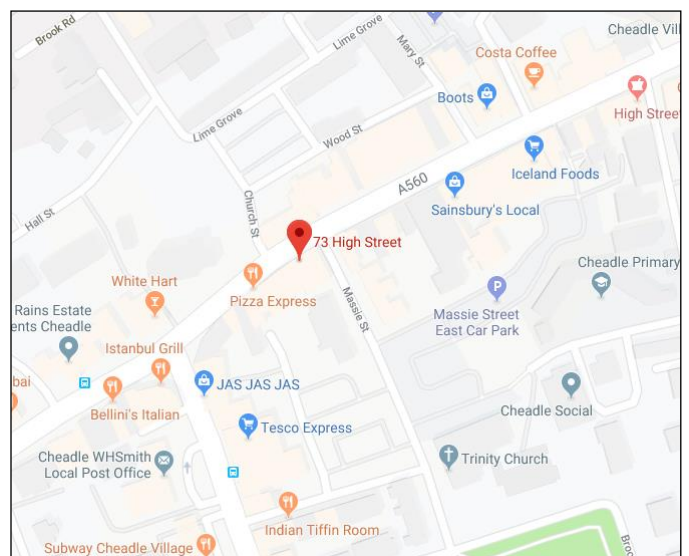 Brook Rd
Lime Grove
Mary St
Cheadle Vill
Costa Coffee
Boots
High Street
Lime Grove
Wood St
Iceland Foods
A560
Sainsbury's Local
Hall St
Church St
73 High Street
Cheadle Primary
White Hart
Pizza Express
Massie St
Massie Street
East Car Park
Rains Estate
ents Cheadle
Istanbul Grill
bai
JAS JAS JAS
Bellini's Italian
Cheadle Social
Tesco Express
Cheadle WHSmith
Local Post Office
Trinity Church
Indian Tiffin Room
Subway Cheadle Village
Broo